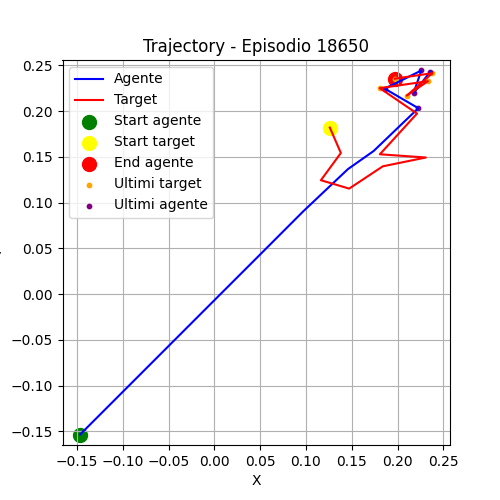 Trajectory - Episodio 18650
0.25
0.20
0.15
0.10
0.05
0.00
−0.05
−0.10
−0.15
Agente
Target
Start agente
Start target
End agente
Ultimi target
Ultimi agente
−0.15 −0.10 −0.05 0.00 0.05 0.10 0.15 0.20 0.25
X